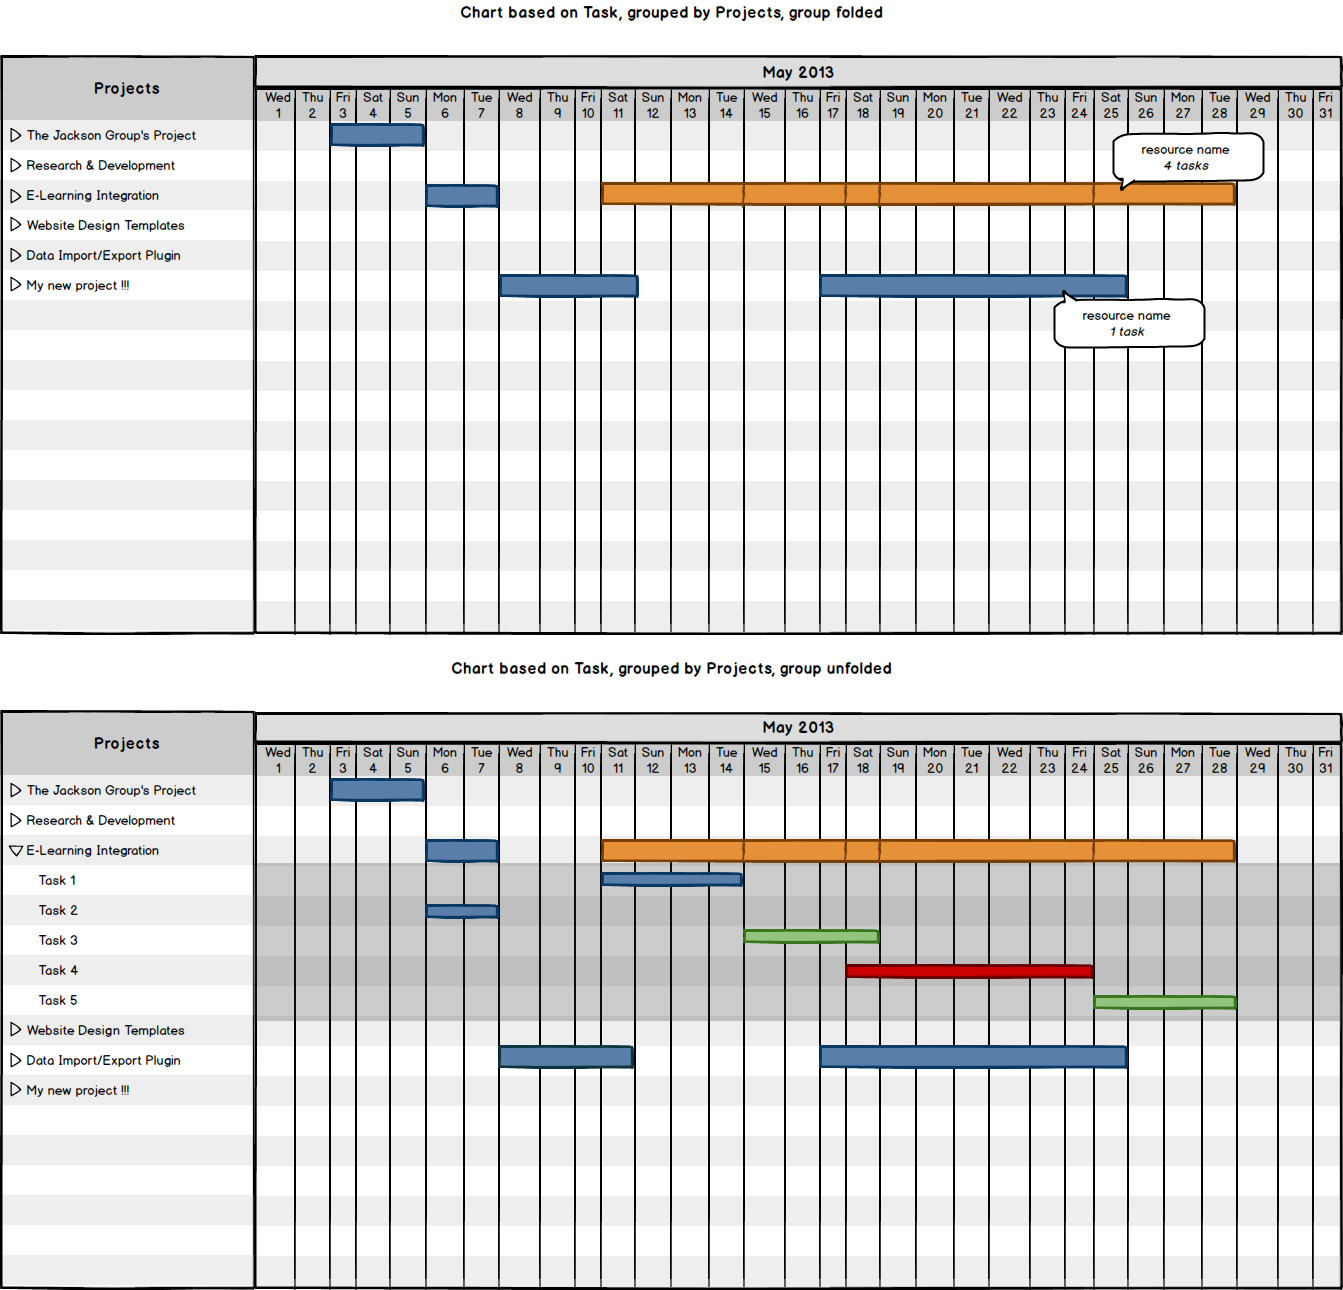 Chart based on Task, grouped by Projects, group folded
Projects
May 2013
Wed Thu Fri Sat Sun Mon Tue Wed Thu Fri Sat Sun Mon Tue Wed Thu Fri Sat Sun Mon Tue Wed Thu Fri Sat Sun Mon Tue Wed Thu Fri
1 2 3 4 5 6 7 8 9 10 11 12 13 14 15 16 17 18 19 20 21 22 23 24 25 26 27 28 29 30 31
The Jackson Group's Project
resource name
4 tasks
Research & Development
E-Learning Integration
Website Design Templates
Data Import/Export Plugin
My new project !!!
resource name
1 task
Chart based on Task, grouped by Projects, group unfolded
Projects
May 2013
Wed Thu Fri Sat Sun Mon Tue Wed Thu Fri Sat Sun Mon Tue Wed Thu Fri Sat Sun Mon Tue Wed Thu Fri Sat Sun Mon Tue Wed Thu Fri
1 2 3 4 5 6 7 8 9 10 11 12 13 14 15 16 17 18 19 20 21 22 23 24 25 26 27 28 29 30 31
The Jackson Group's Project
Research & Development
E-Learning Integration
Task 1
Task 2
Task 3
Task 4
Task 5
Website Design Templates
Data Import/Export Plugin
My new project !!!